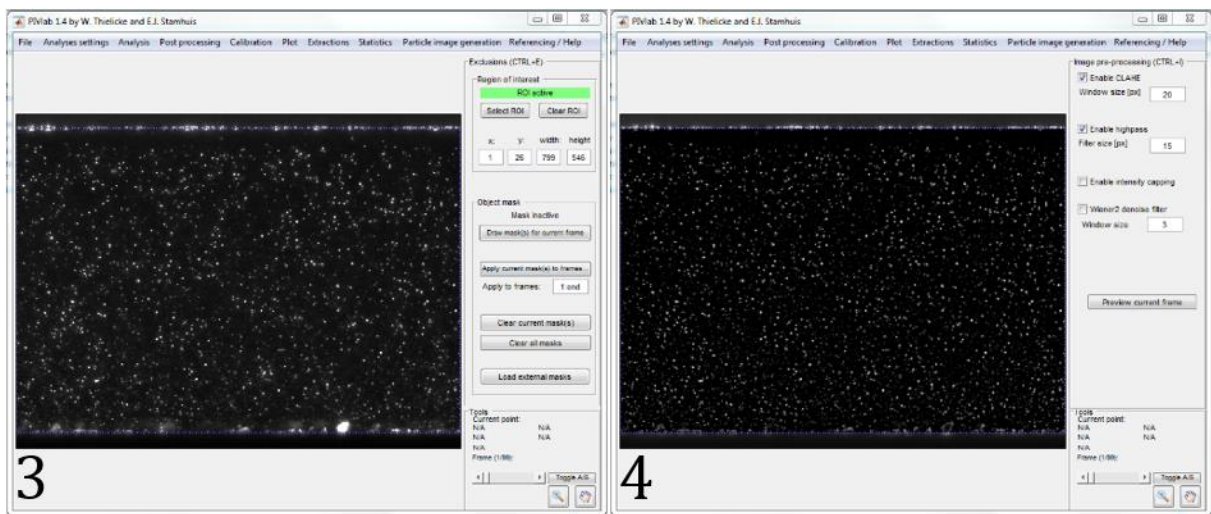 PIVlab 1.4 by W. Thielicke and E.J. Stamhuis
File Analyses settings Analysis Post processing Calibration Plot Extractions Statistics Particle image generation Referencing / Help
Exclusions (CTRL+E)
Region of interest
ROI active
Select ROI Clear ROI
x: y: width: height
1 26 799 546
Object mask
Mask inactive
Draw mask(s) for current frame
Apply current mask(s) to frames...
Apply to frames: 1:end
Clear current mask(s)
Clear all masks
Load external masks
Tools
Current point:
N/A N/A
N/A N/A
N/A
Frame (1/99):
Toggle A/B
3
PIVlab 1.4 by W. Thielicke and E.J. Stamhuis
File Analyses settings Analysis Post processing Calibration Plot Extractions Statistics Particle image generation Referencing / Help
Image pre-processing (CTRL+I)
Enable CLAHE
Window size [px] 20
Enable highpass
Filter size [px] 15
Enable intensity capping
Wiener2 denoise filter
Window size 3
Preview current frame
Tools
Current point:
N/A N/A
N/A N/A
N/A
Frame (1/99):
Toggle A/B
4